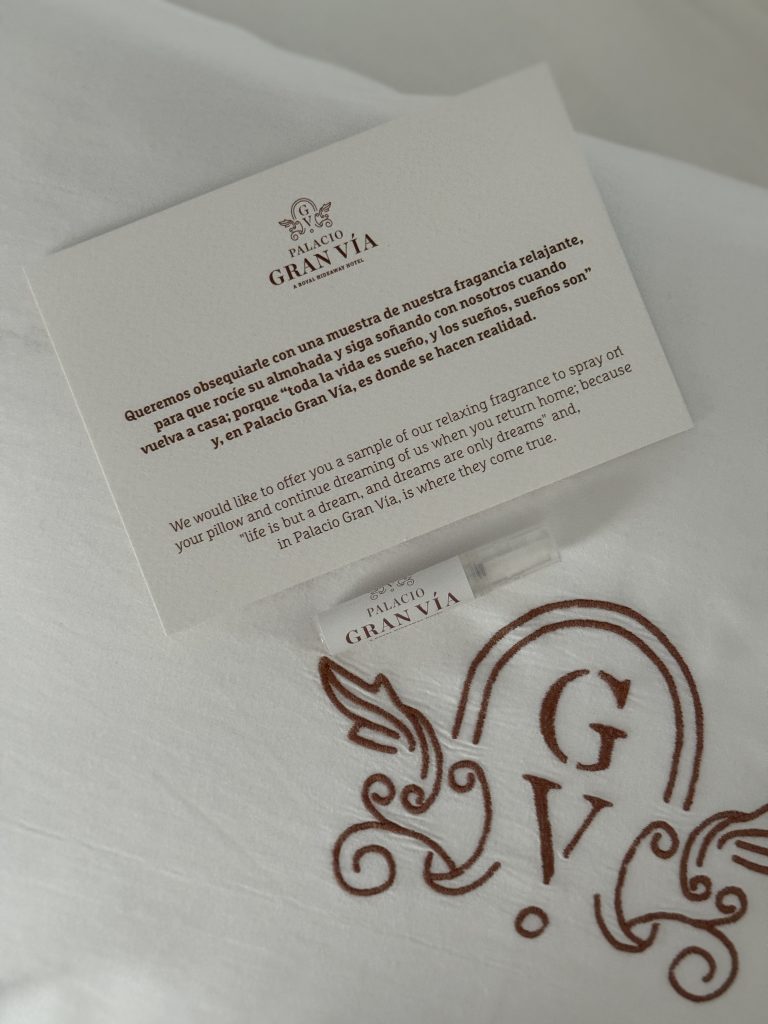 G
V
PALACIO
GRAN VÍA
A ROYAL HIDEAWAY HOTEL
Queremos obsequiarle con una muestra de nuestra fragancia relajante,
para que rocíe su almohada y siga soñando con nosotros cuando
vuelva a casa; porque “toda la vida es sueño, y los sueños, sueños son”
y, en Palacio Gran Vía, es donde se hacen realidad.
We would like to offer you a sample of our relaxing fragrance to spray on
your pillow and continue dreaming of us when you return home; because
"life is but a dream, and dreams are only dreams" and,
in Palacio Gran Vía, is where they come true.
PALACIO
GRAN VÍA
G
V